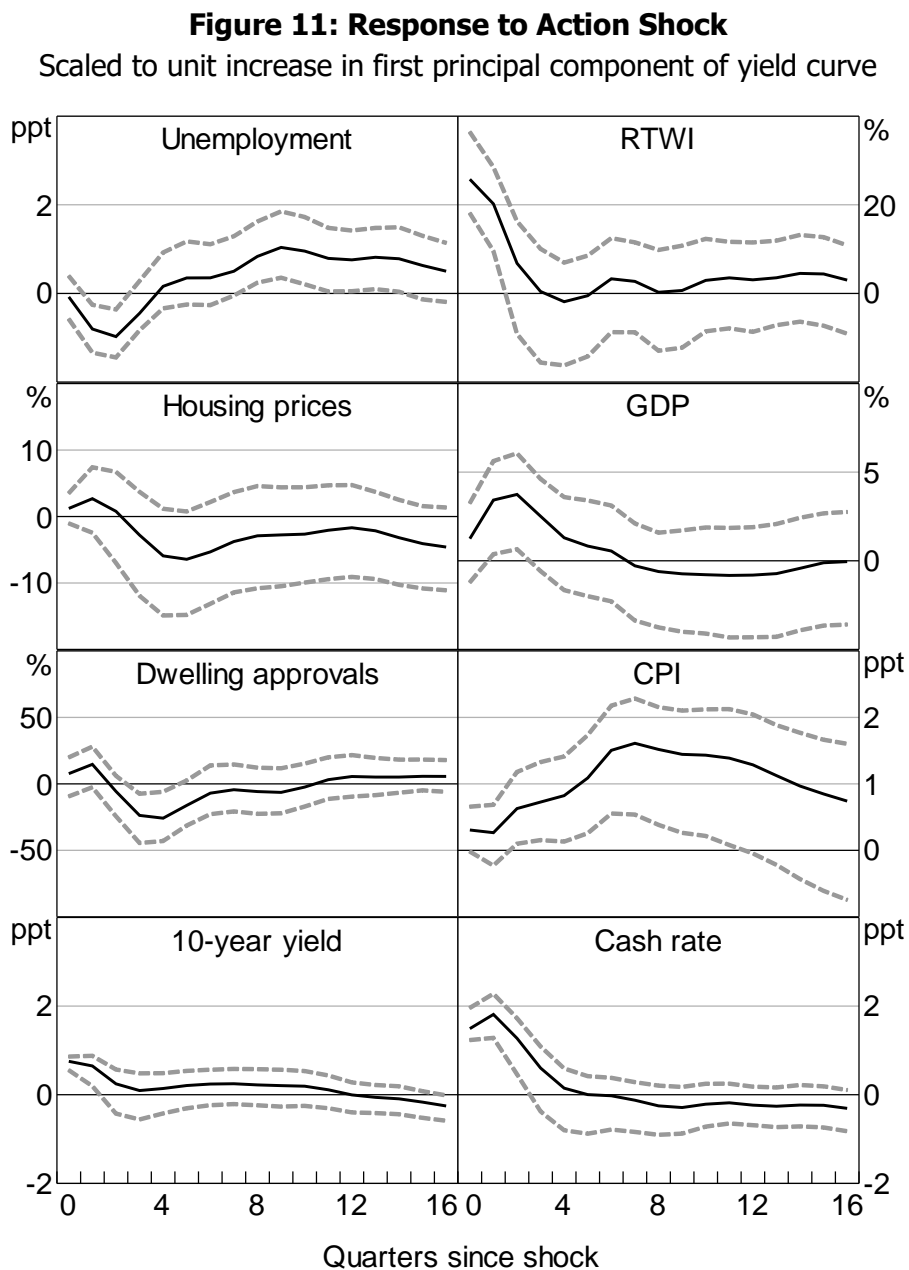 Figure 11: Response to Action Shock
Scaled to unit increase in first principal component of yield curve
ppt Unemployment RTWI %
2 20
0 0
% Housing prices GDP %
10 5
0 0
-10
% Dwelling approvals CPI ppt
50 2
0 1
-50 0
ppt 10-year yield Cash rate ppt
2 2
0 0
-2 -2
0 4 8 12 16 0 4 8 12 16
Quarters since shock